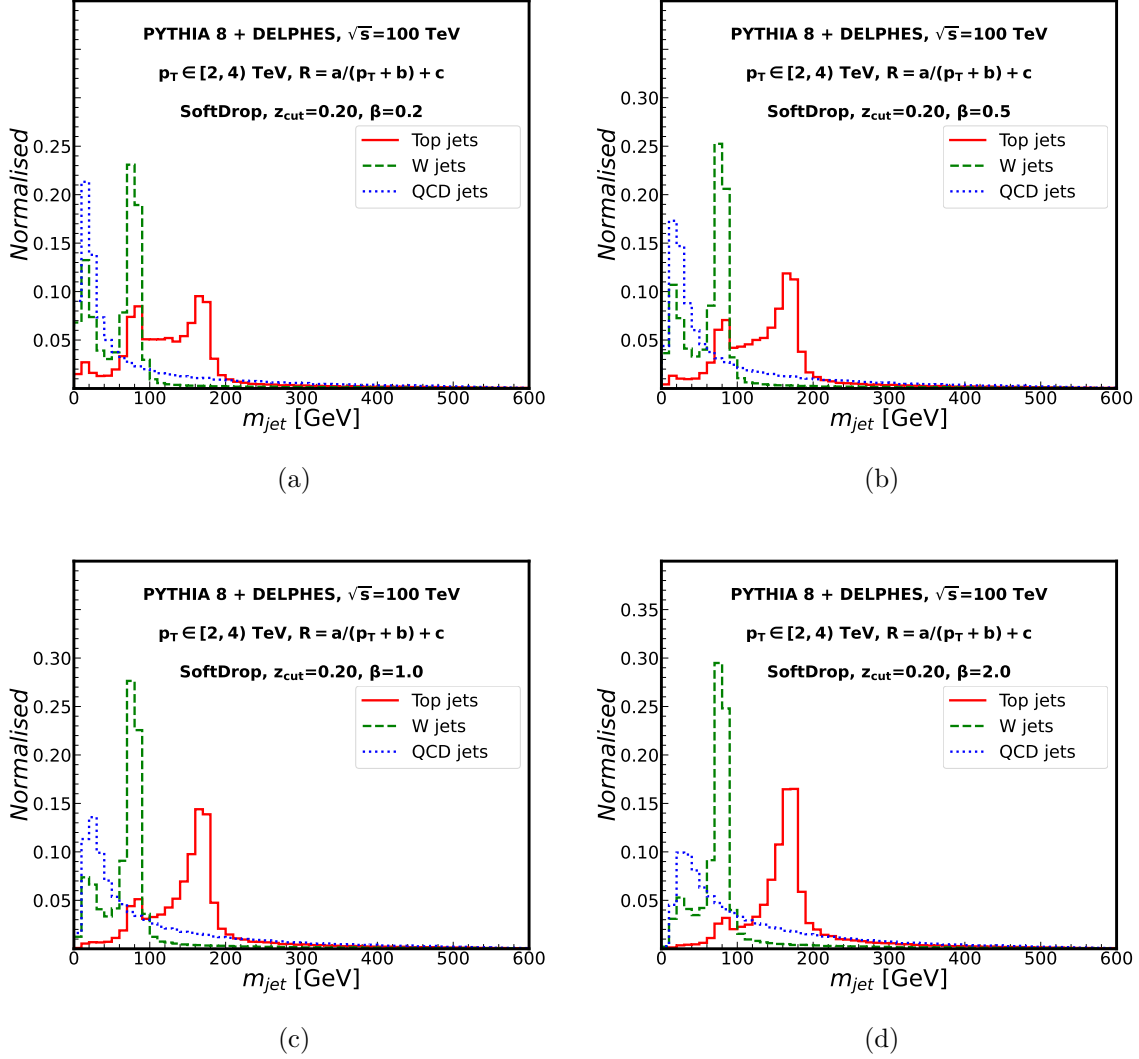 PYTHIA 8 + DELPHES, √s=100 TeV
p_T ∈ [2, 4) TeV, R = a/(p_T + b) + c
SoftDrop, z_cut=0.20, β=0.2
Top jets
W jets
QCD jets
Normalised
0.25
0.20
0.15
0.10
0.05
0 100 200 300 400 500 600
m_jet [GeV]
(a)
PYTHIA 8 + DELPHES, √s=100 TeV
p_T ∈ [2, 4) TeV, R = a/(p_T + b) + c
SoftDrop, z_cut=0.20, β=0.5
Top jets
W jets
QCD jets
Normalised
0.30
0.25
0.20
0.15
0.10
0.05
0 100 200 300 400 500 600
m_jet [GeV]
(b)
PYTHIA 8 + DELPHES, √s=100 TeV
p_T ∈ [2, 4) TeV, R = a/(p_T + b) + c
SoftDrop, z_cut=0.20, β=1.0
Top jets
W jets
QCD jets
Normalised
0.30
0.25
0.20
0.15
0.10
0.05
0 100 200 300 400 500 600
m_jet [GeV]
(c)
PYTHIA 8 + DELPHES, √s=100 TeV
p_T ∈ [2, 4) TeV, R = a/(p_T + b) + c
SoftDrop, z_cut=0.20, β=2.0
Top jets
W jets
QCD jets
Normalised
0.35
0.30
0.25
0.20
0.15
0.10
0.05
0 100 200 300 400 500 600
m_jet [GeV]
(d)